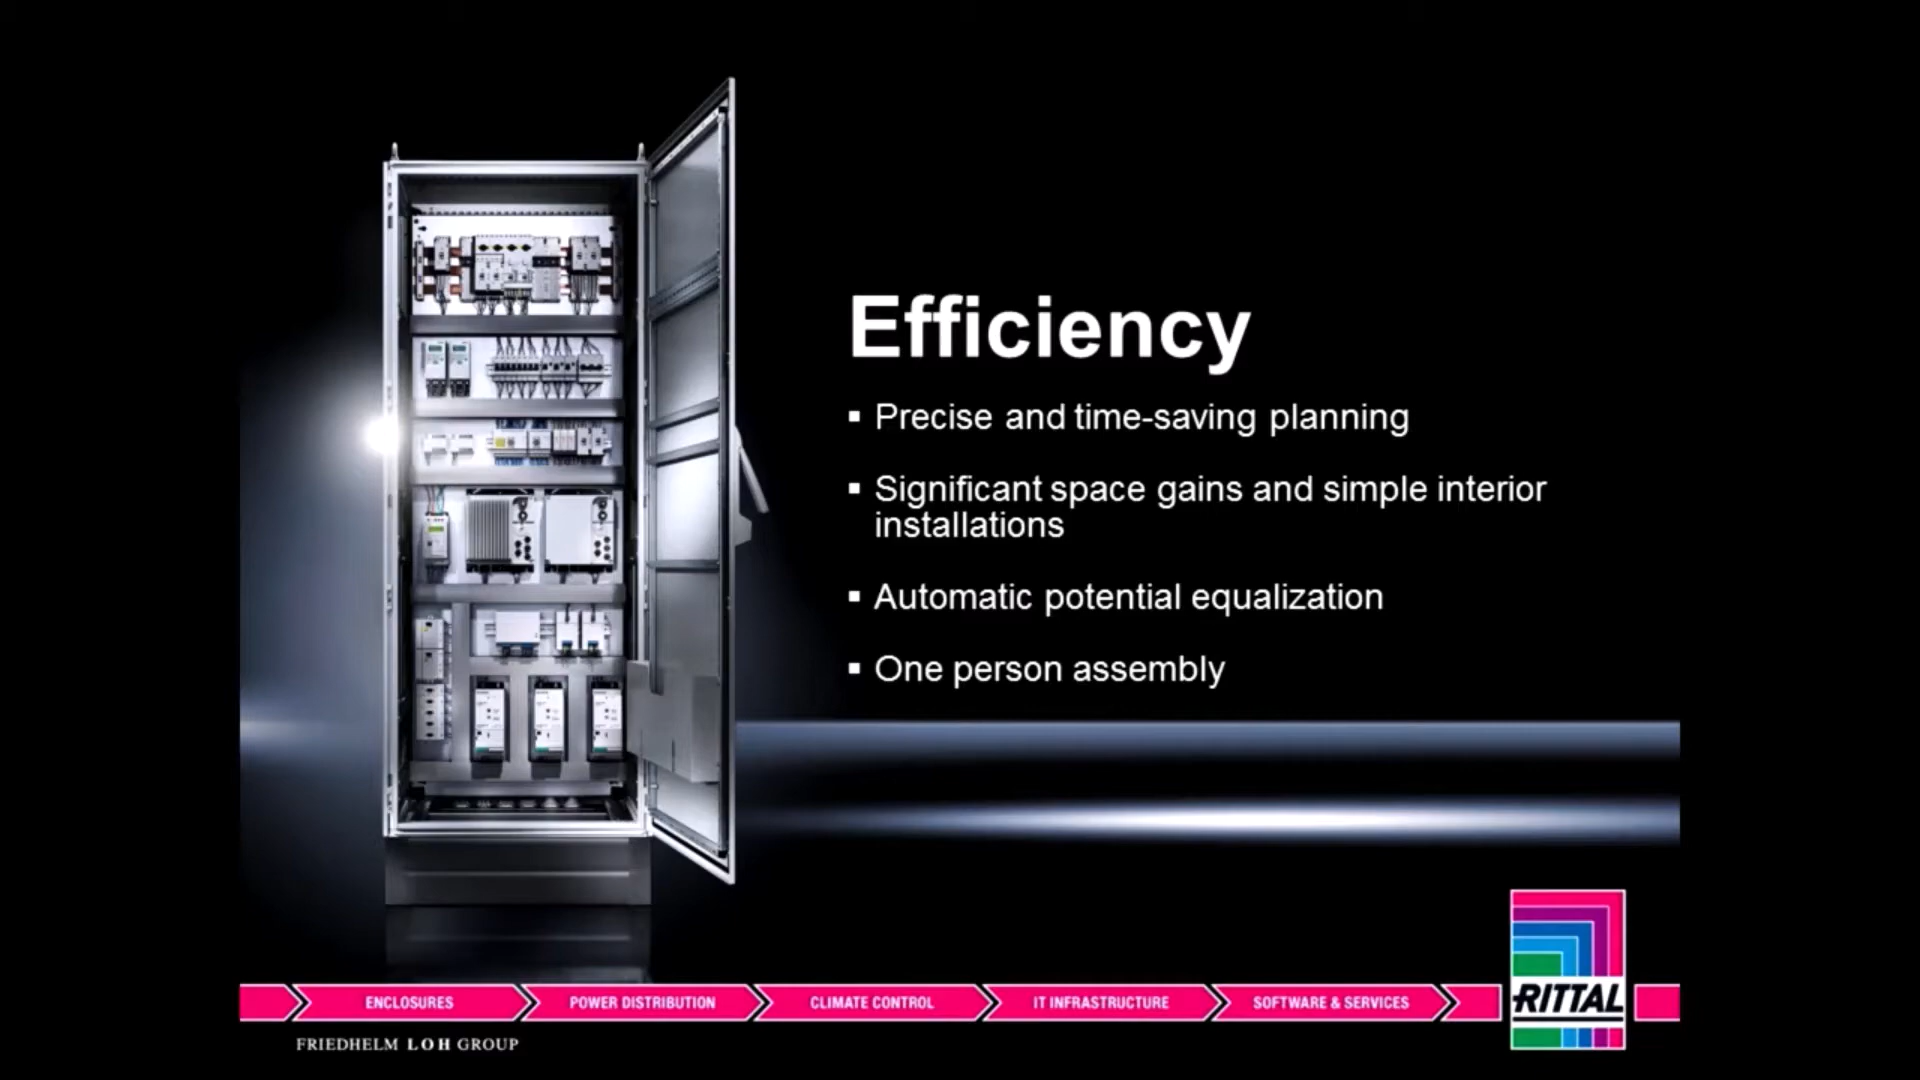 Efficiency
▪ Precise and time-saving planning
▪ Significant space gains and simple interior
installations
▪ Automatic potential equalization
▪ One person assembly
ENCLOSURES
POWER DISTRIBUTION
CLIMATE CONTROL
IT INFRASTRUCTURE
SOFTWARE & SERVICES
RITTAL
FRIEDHELM LOH GROUP